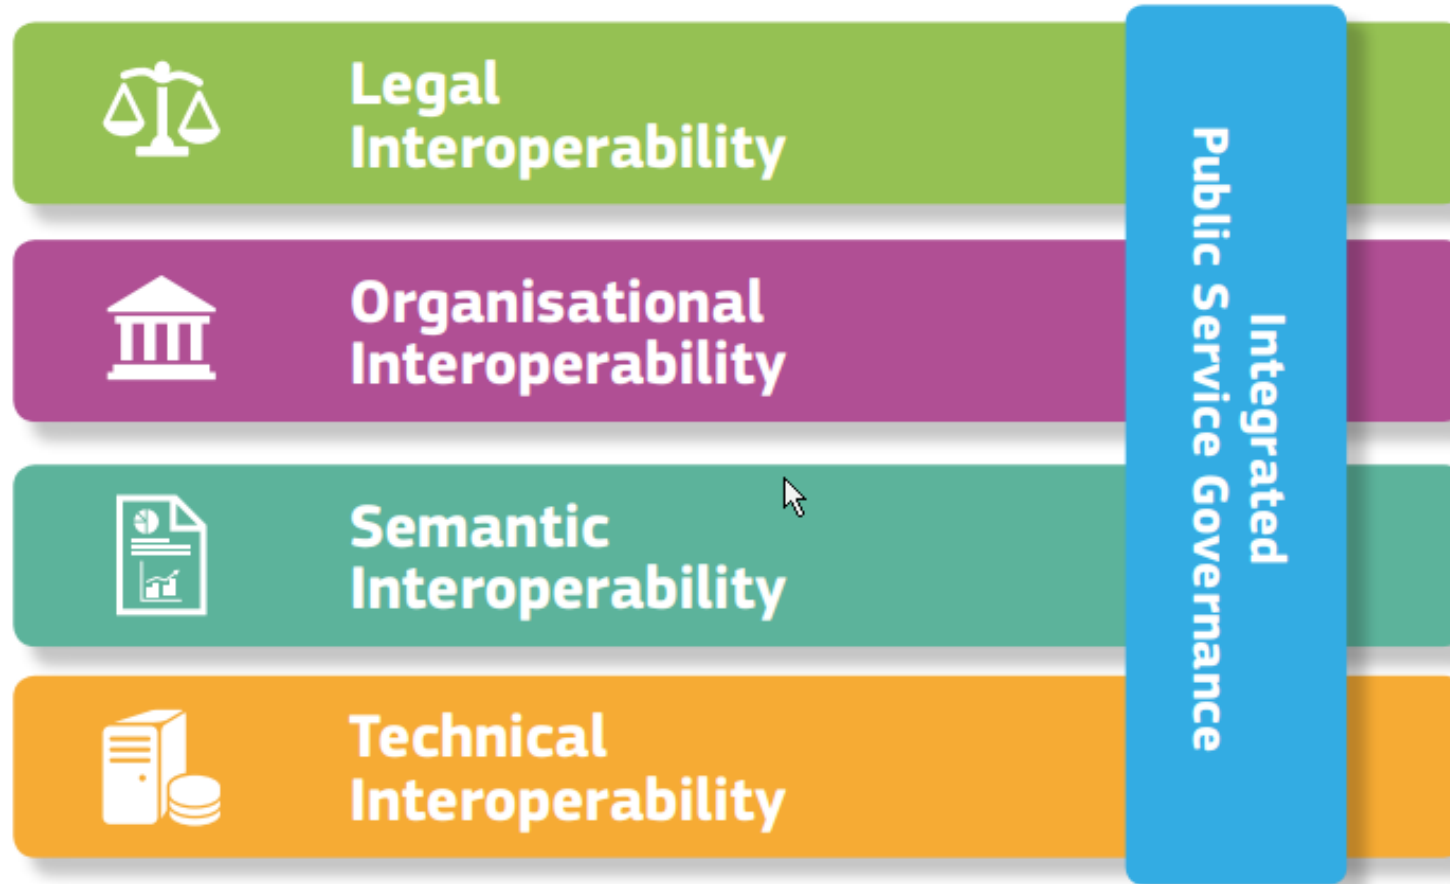 Legal
Interoperability
Organisational
Interoperability
Semantic
Interoperability
Technical
Interoperability
Integrated
Public Service Governance